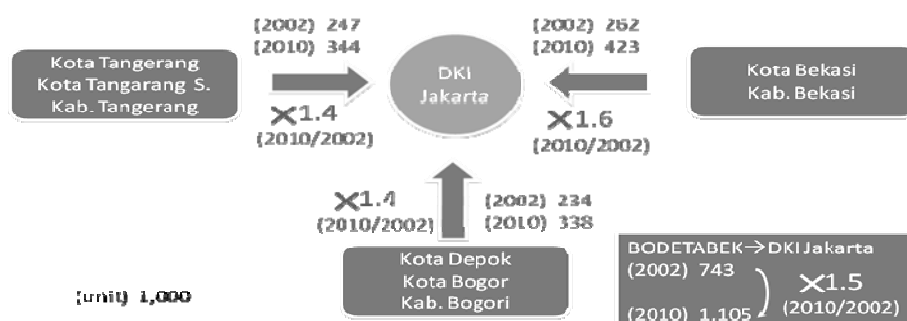 (2002) 247
(2010) 344
(2002) 262
(2010) 423
Kota Tangerang
Kota Tangarang S.
Kab. Tangerang
DKI
Jakarta
Kota Bekasi
Kab. Bekasi
×1.4
(2010/2002)
×1.6
(2010/2002)
×1.4
(2010/2002)
(2002) 234
(2010) 338
Kota Depok
Kota Bogor
Kab. Bogori
BODETABEK→DKI Jakarta
(2002) 743
(2010) 1,105
×1.5
(2010/2002)
(unit) 1,000